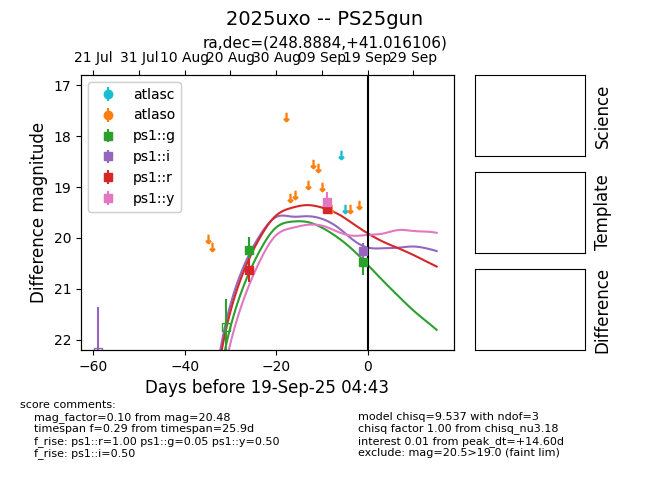 2025uxo -- PS25gun
ra,dec=(248.8884,+41.016106)
21 Jul 31 Jul 10 Aug 20 Aug 30 Aug 09 Sep 19 Sep 29 Sep
atlasc
atlaso
ps1::g
ps1::i
ps1::r
ps1::y
17
18
19
20
21
22
Difference magnitude
−60 −40 −20 0
Days before 19-Sep-25 04:43
Science
Template
Difference
score comments:
mag_factor=0.10 from mag=20.48
timespan f=0.29 from timespan=25.9d
f_rise: ps1::r=1.00 ps1::g=0.05 ps1::y=0.50
f_rise: ps1::i=0.50
model chisq=9.537 with ndof=3
chisq factor 1.00 from chisq_nu3.18
interest 0.01 from peak_dt=+14.60d
exclude: mag=20.5>19.0 (faint lim)